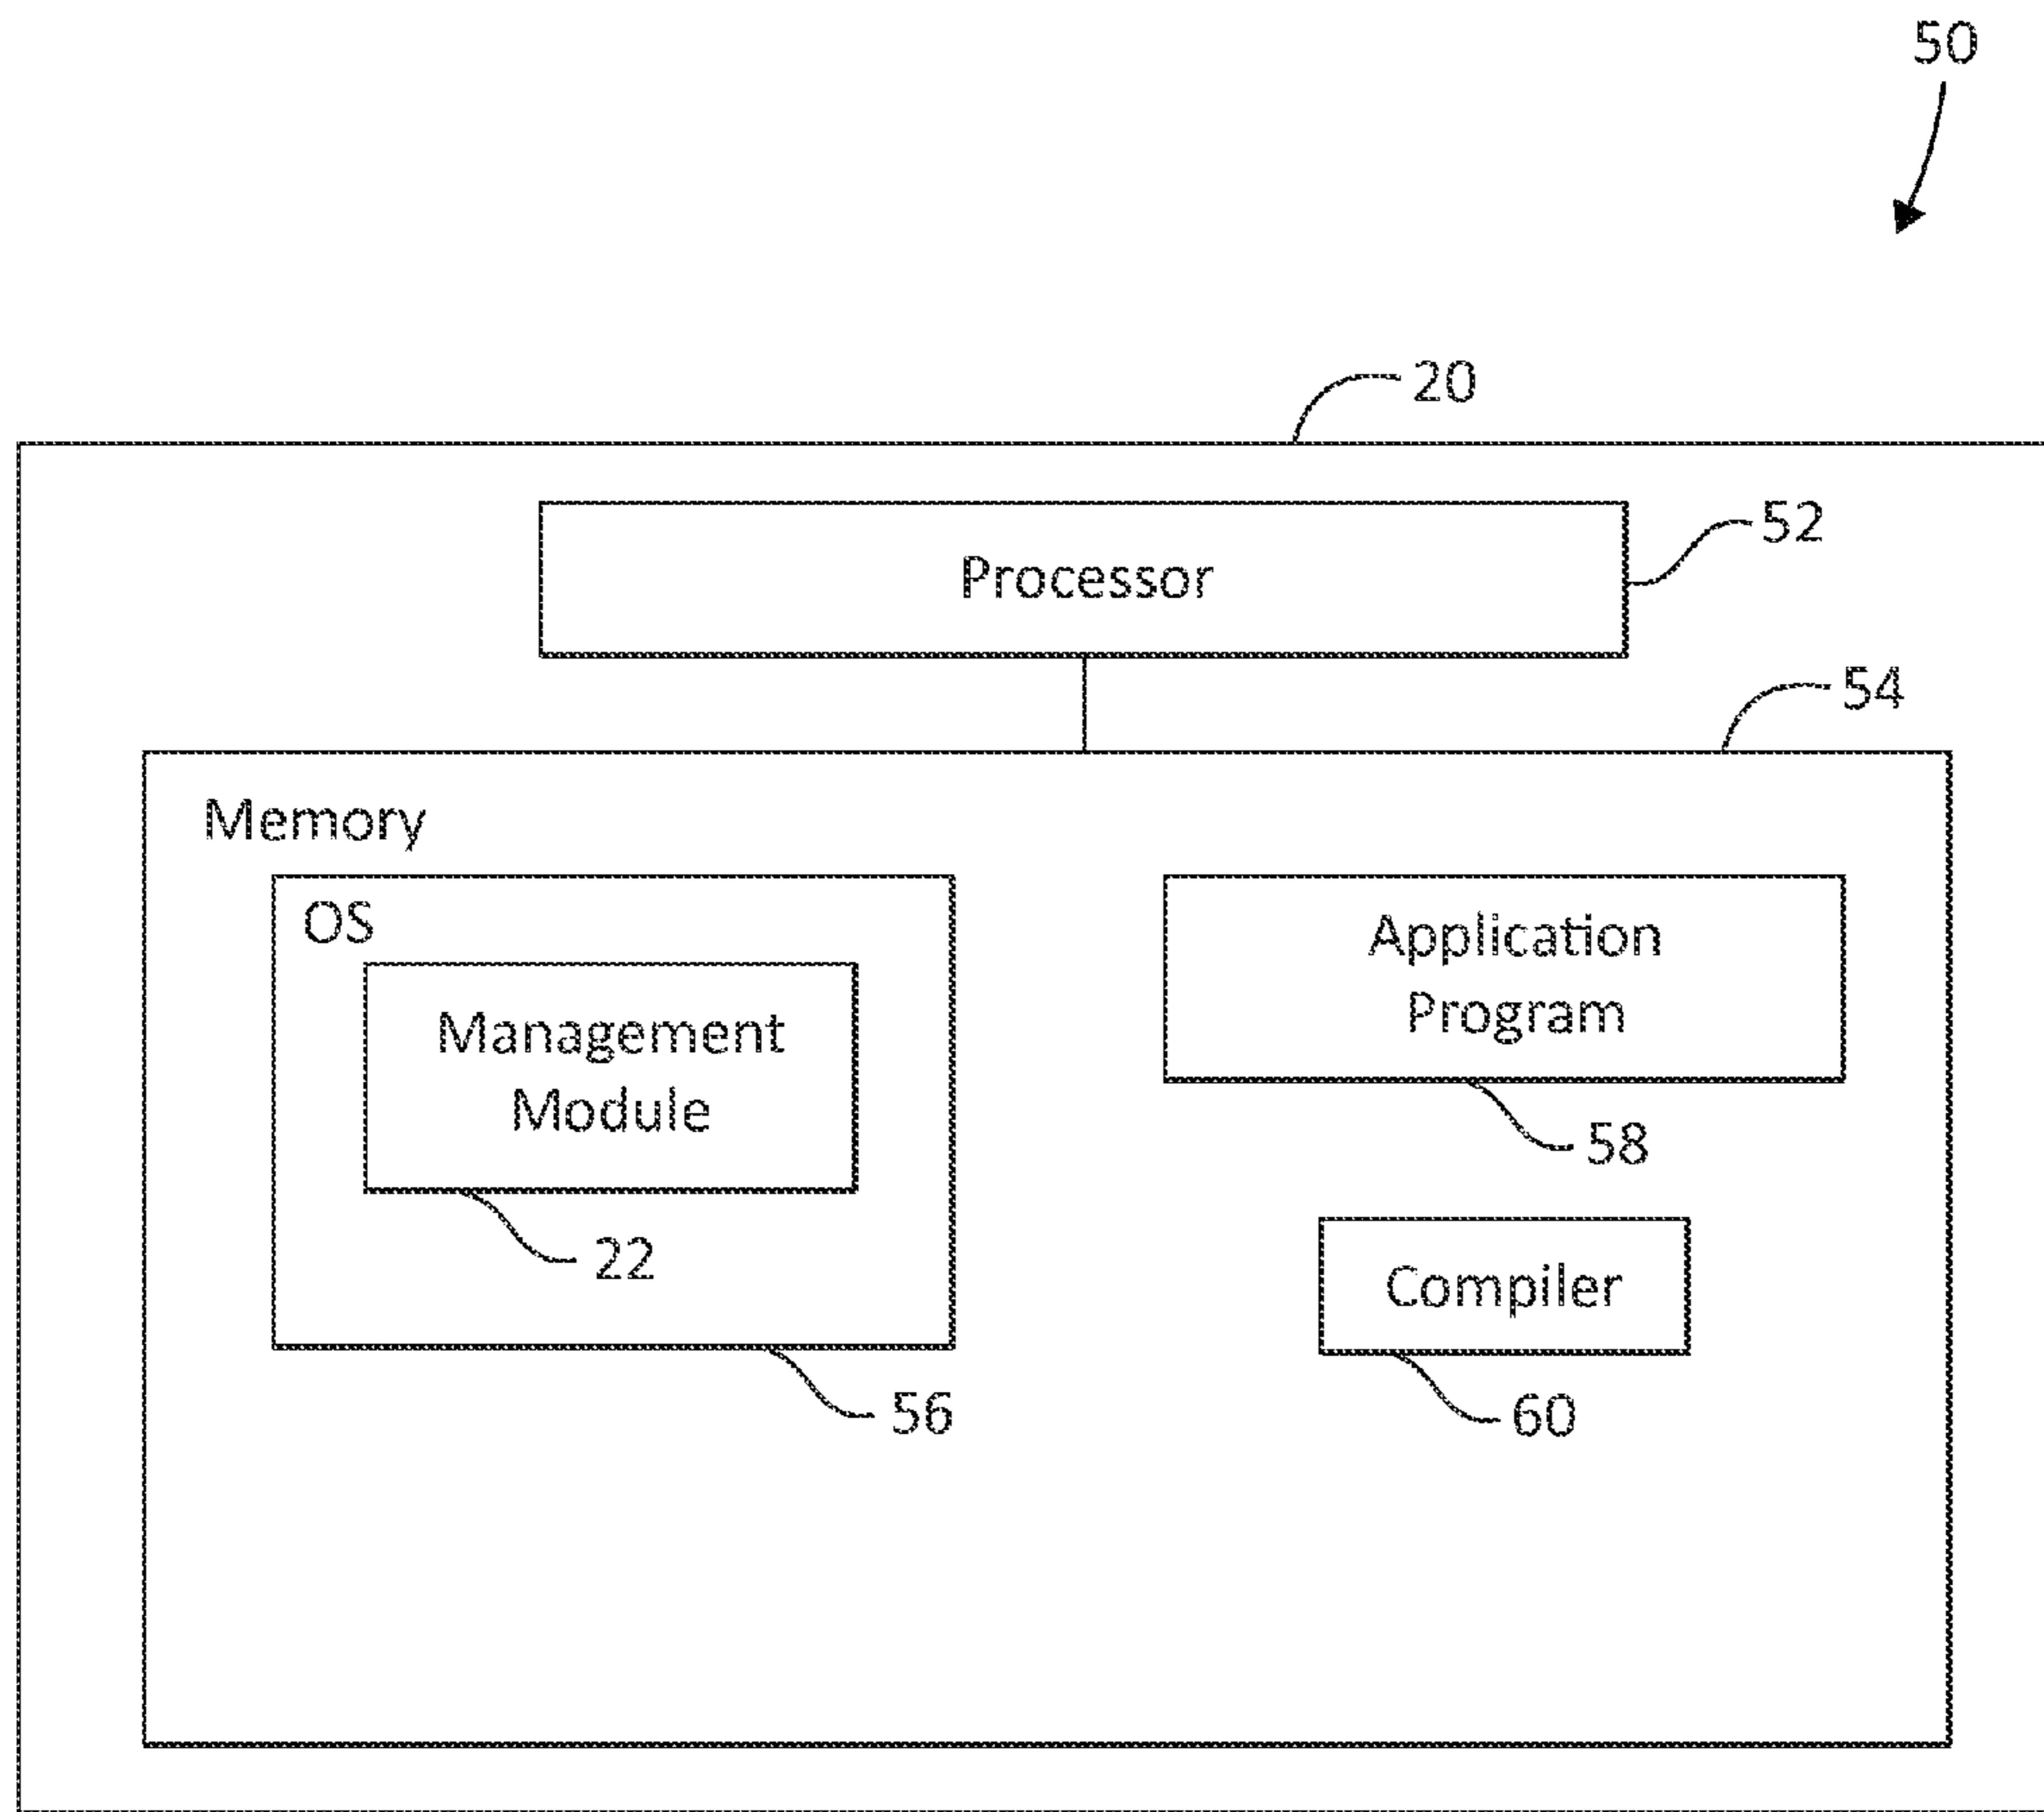 50
20
Processor
52
54
Memory
OS
Management
Module
22
56
Application
Program
58
Compiler
60